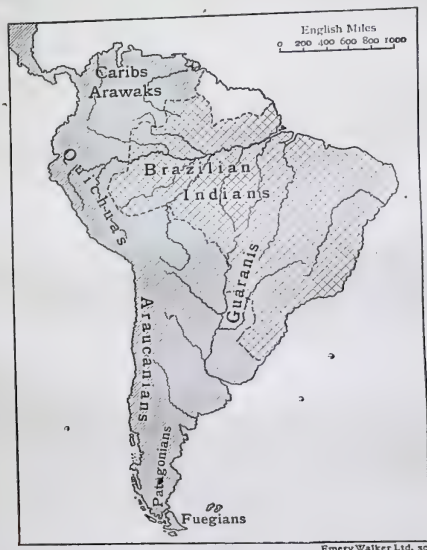 English Miles
0 200 400 600 800 1000
Caribs
Arawaks
Quichuas
Brazilian
Indians
Guaranis
Araucanians
Patagonians
Fuegians
Emery Walker Ltd. sc.